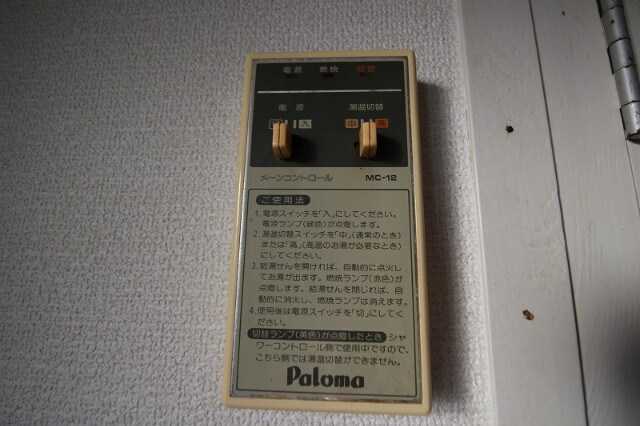 電源 燃焼 切替
電源 湯温切替
入 中 高
メーンコントロール MC-12
ご使用法
1. 電源スイッチを「入」にしてください。
電源ランプ(緑色)が点燈します。
2. 湯温切替スイッチを「中」(通常のとき)
または「高」(高温のお湯が必要なとき)
にしてください。
3. 給湯せんを開ければ、自動的に点火し
てお湯が出ます。燃焼ランプ(赤色)が
点燈します。給湯せんを閉じれば、自
動的に消火し、燃焼ランプは消えます。
4. 使用後は電源スイッチを「切」にしてく
ださい。
切替ランプ(黄色)が点燈したとき シャ
ワーコントロール側で使用中ですので、
こちら側では湯温切替ができません。
Paloma